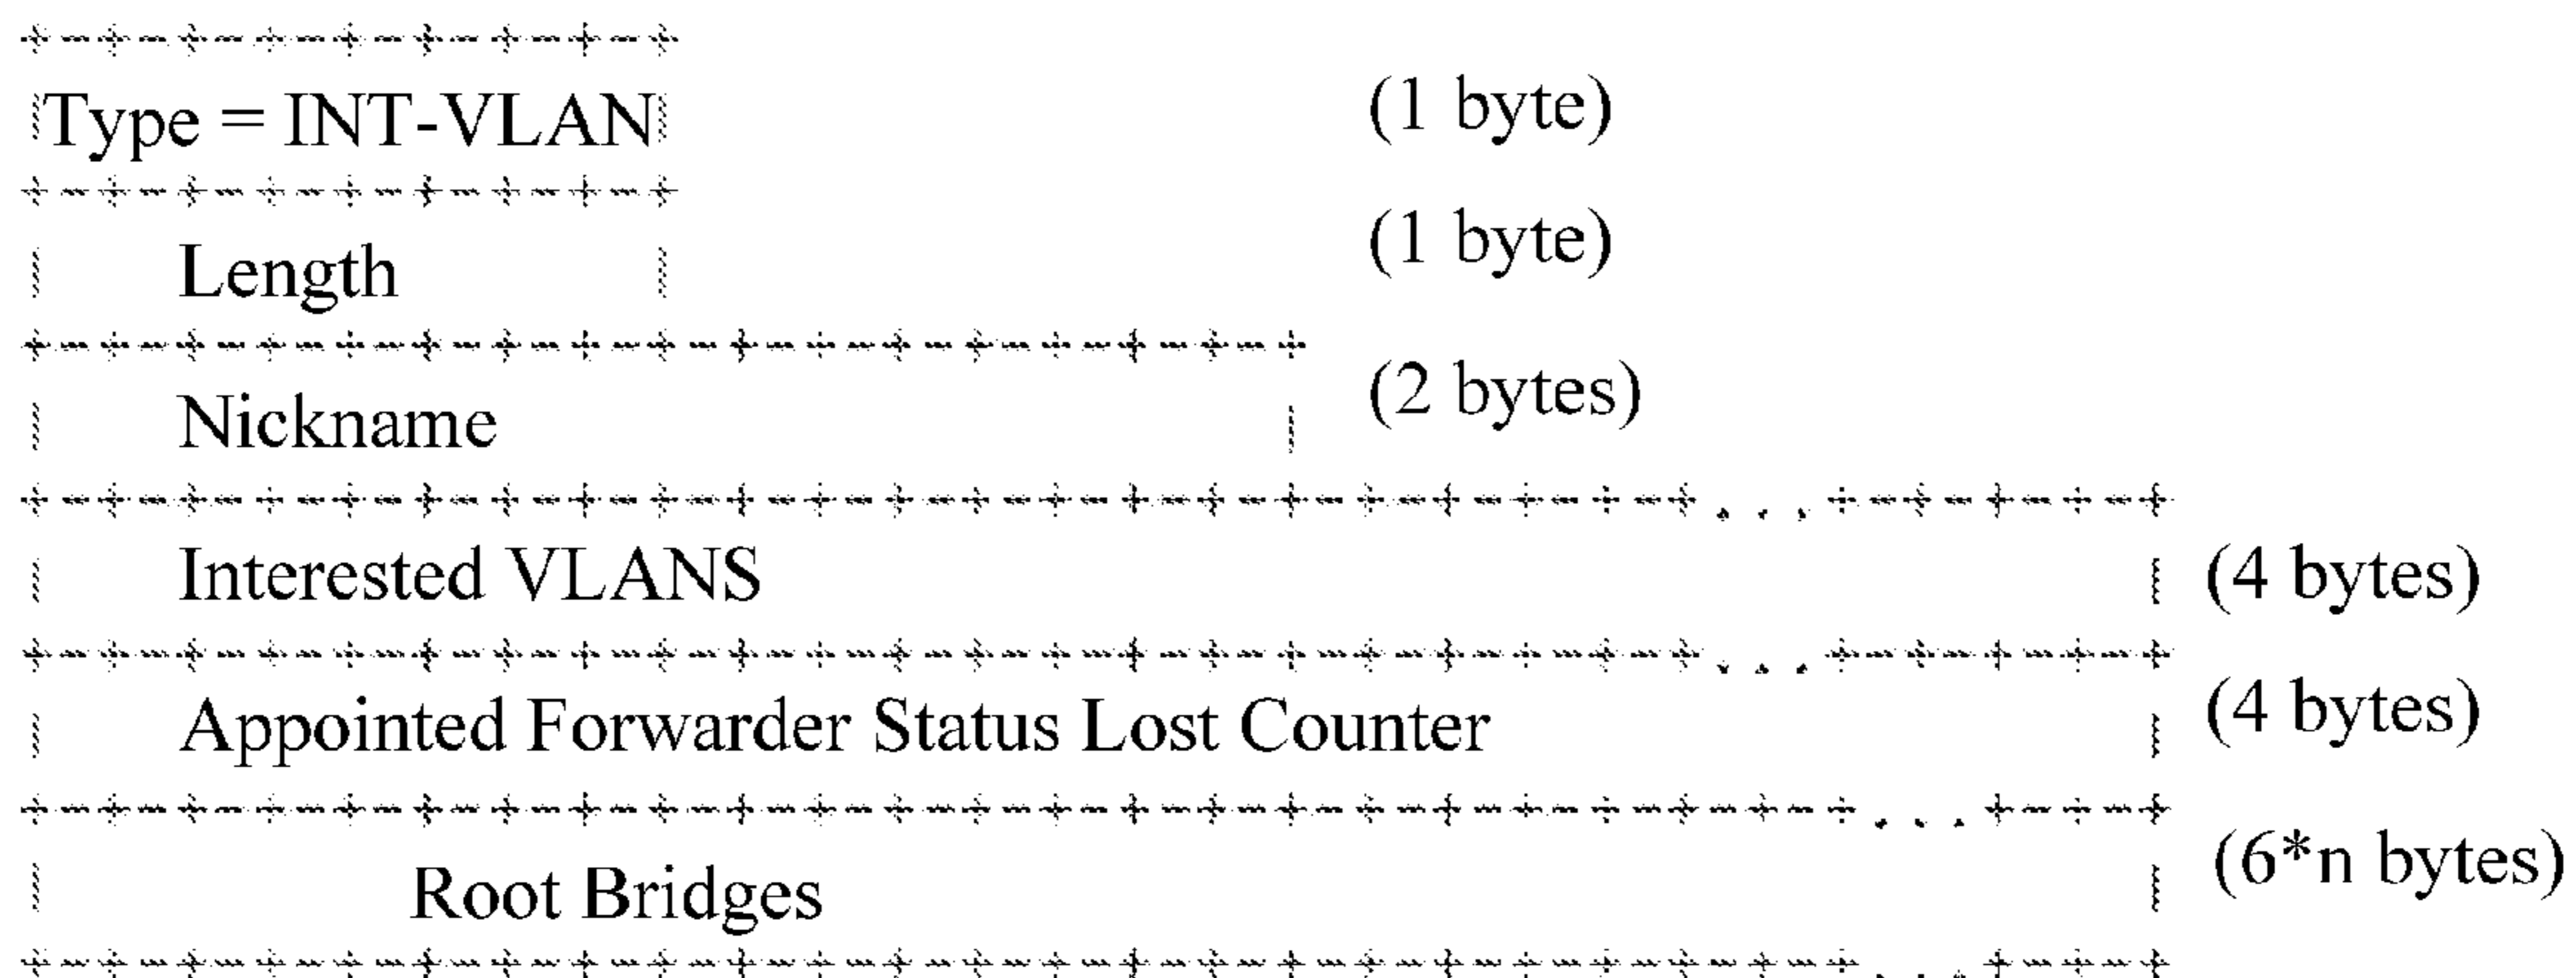 Type = INT-VLAN (1 byte)
Length (1 byte)
Nickname (2 bytes)
Interested VLANS (4 bytes)
Appointed Forwarder Status Lost Counter (4 bytes)
Root Bridges (6*n bytes)